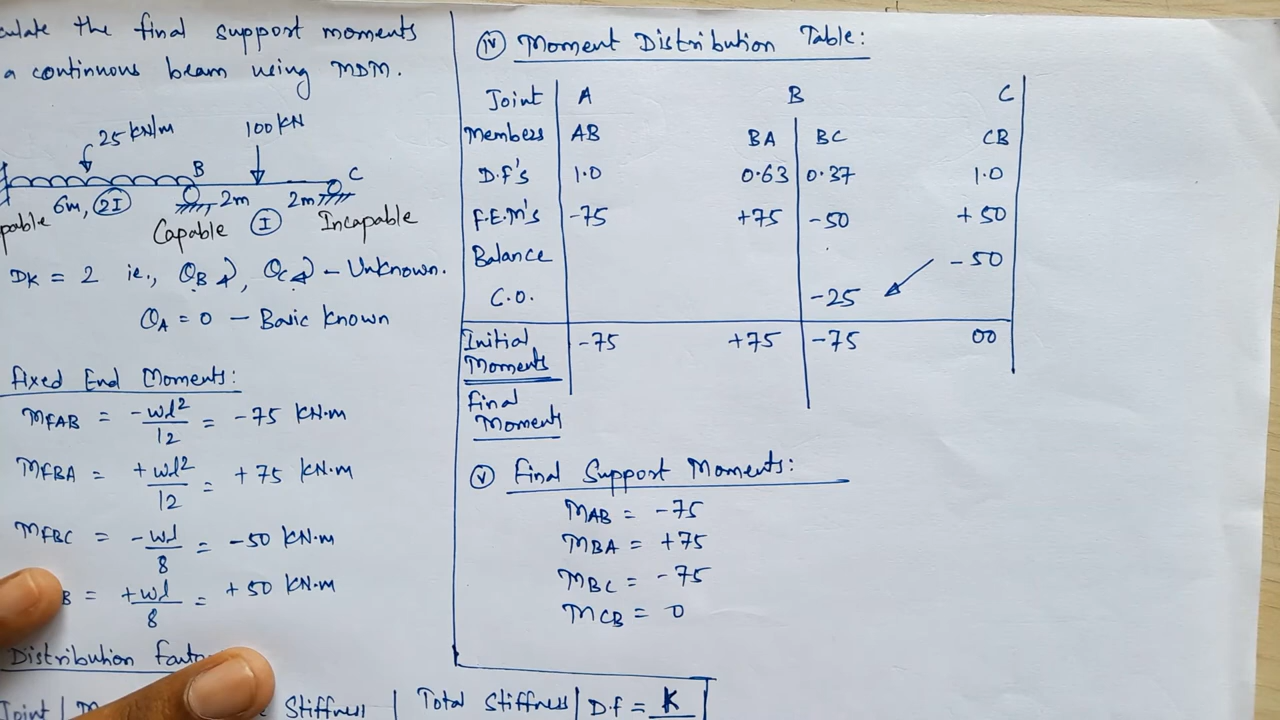 the final support moments
a continuous beam using MDM.
25 KN/m 100 KN
B C
6m, 2I 2m 2m
Capable I Incapable
DK = 2 ie., θB, θC - Unknown.
θA = 0 - Basic Known
Fixed End Moments:
MFAB = -wl²/12 = -75 KN.m
MFBA = +wl²/12 = +75 KN.m
MFBC = -wl/8 = -50 KN.m
B = +wl/8 = +50 KN.m
Distribution
Joint Stiffness Total Stiffness D.f = K
iv Moment Distribution Table:
Joint A B C
Members AB BA BC CB
D.f's 1.0 0.63 0.37 1.0
F.E.M's -75 +75 -50 +50
Balance -50
C.O. -25
Initial Moments -75 +75 -75 00
Final Moments
v Final Support Moments:
MAB = -75
MBA = +75
MBC = -75
MCB = 0